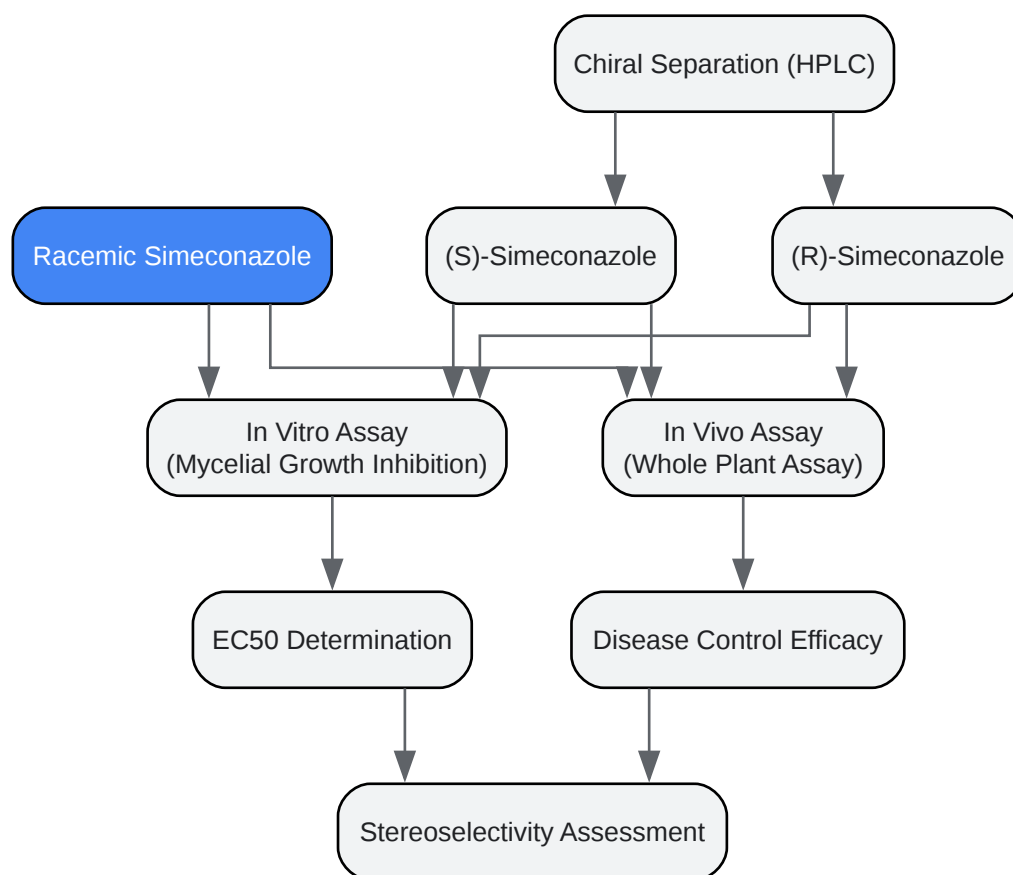 Chiral Separation (HPLC)
Racemic Simeconazole
(S)-Simeconazole
(R)-Simeconazole
In Vitro Assay
(Mycelial Growth Inhibition)
In Vivo Assay
(Whole Plant Assay)
EC50 Determination
Disease Control Efficacy
Stereoselectivity Assessment